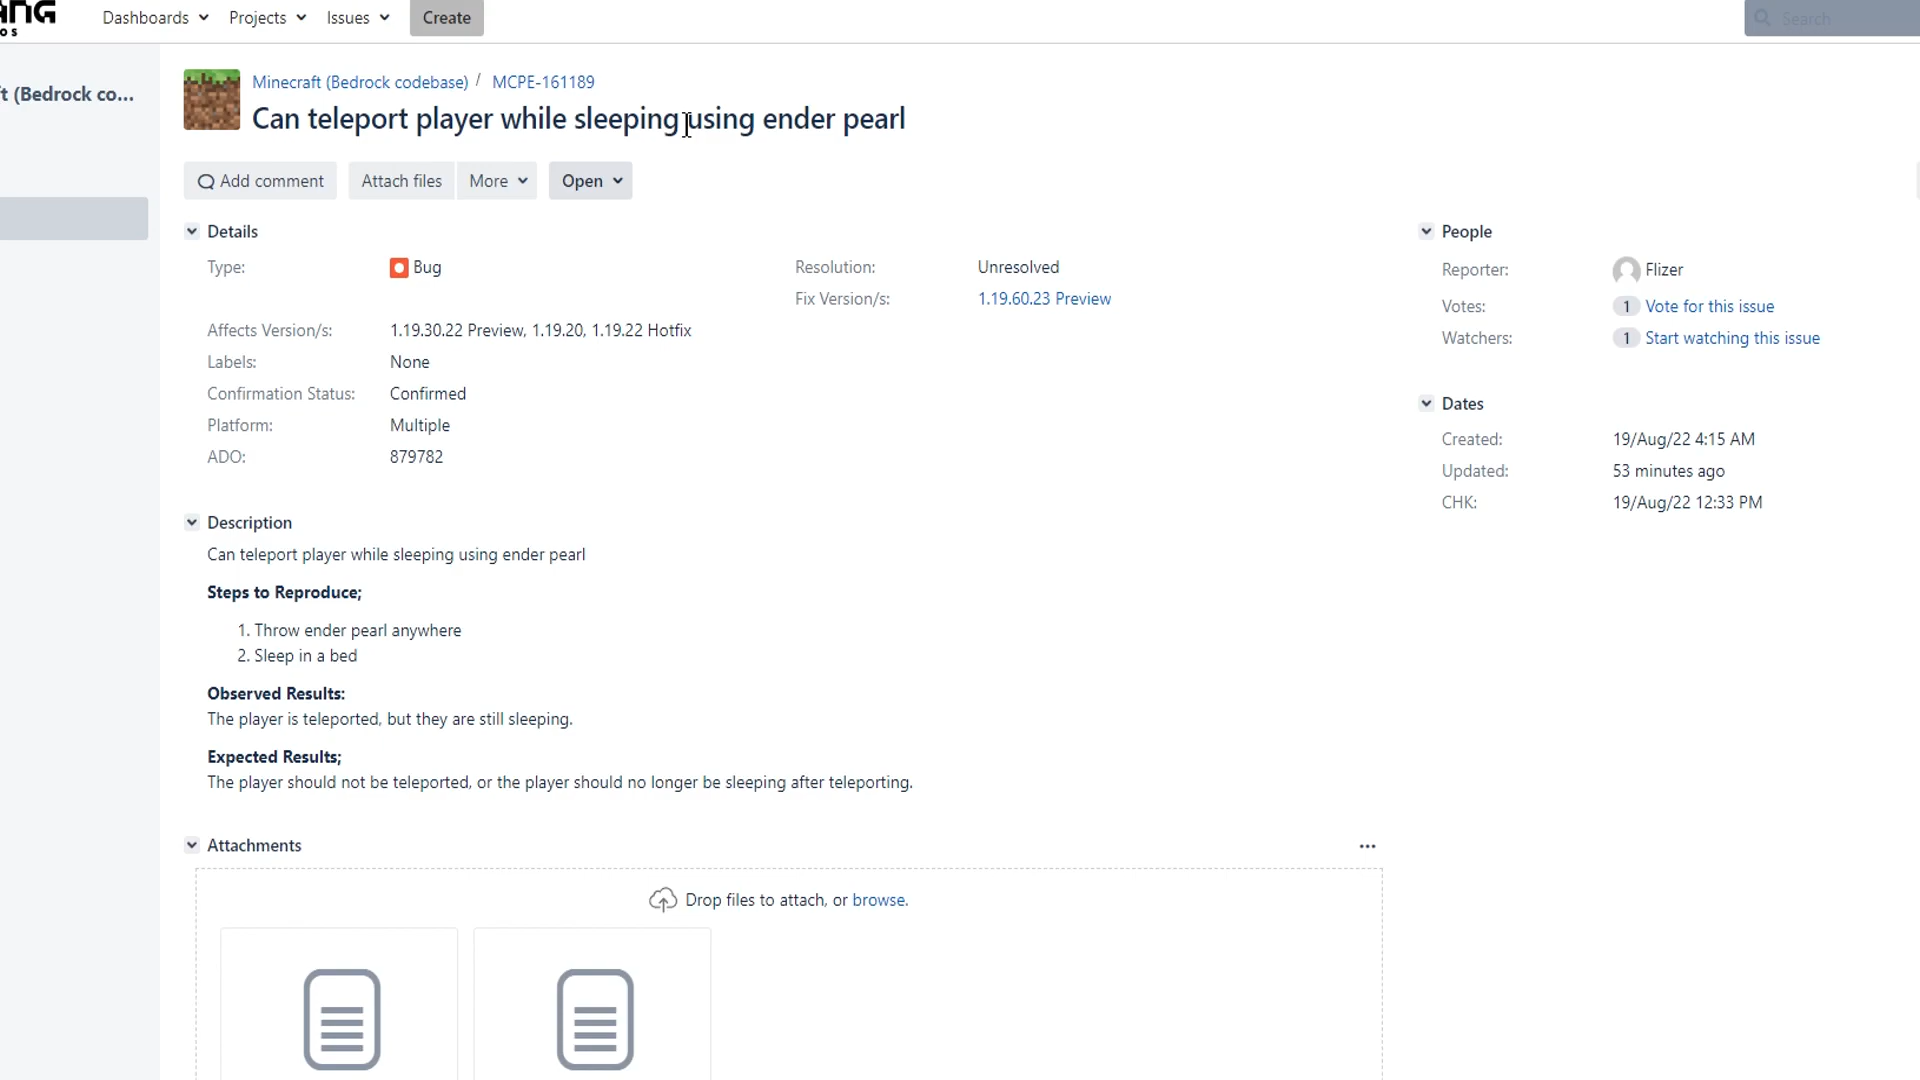 ANG
OS
Dashboards Projects Issues Create Search
(Bedrock co...
Minecraft (Bedrock codebase) / MCPE-161189
Can teleport player while sleeping using ender pearl
Add comment Attach files More Open
Details
Type: Bug Resolution: Unresolved
Fix Version/s: 1.19.60.23 Preview
Affects Version/s: 1.19.30.22 Preview, 1.19.20, 1.19.22 Hotfix
Labels: None
Confirmation Status: Confirmed
Platform: Multiple
ADO: 879782
People
Reporter: Flizer
Votes: 1 Vote for this issue
Watchers: 1 Start watching this issue
Dates
Created: 19/Aug/22 4:15 AM
Updated: 53 minutes ago
CHK: 19/Aug/22 12:33 PM
Description
Can teleport player while sleeping using ender pearl
Steps to Reproduce;
1. Throw ender pearl anywhere
2. Sleep in a bed
Observed Results:
The player is teleported, but they are still sleeping.
Expected Results;
The player should not be teleported, or the player should no longer be sleeping after teleporting.
Attachments
Drop files to attach, or browse.